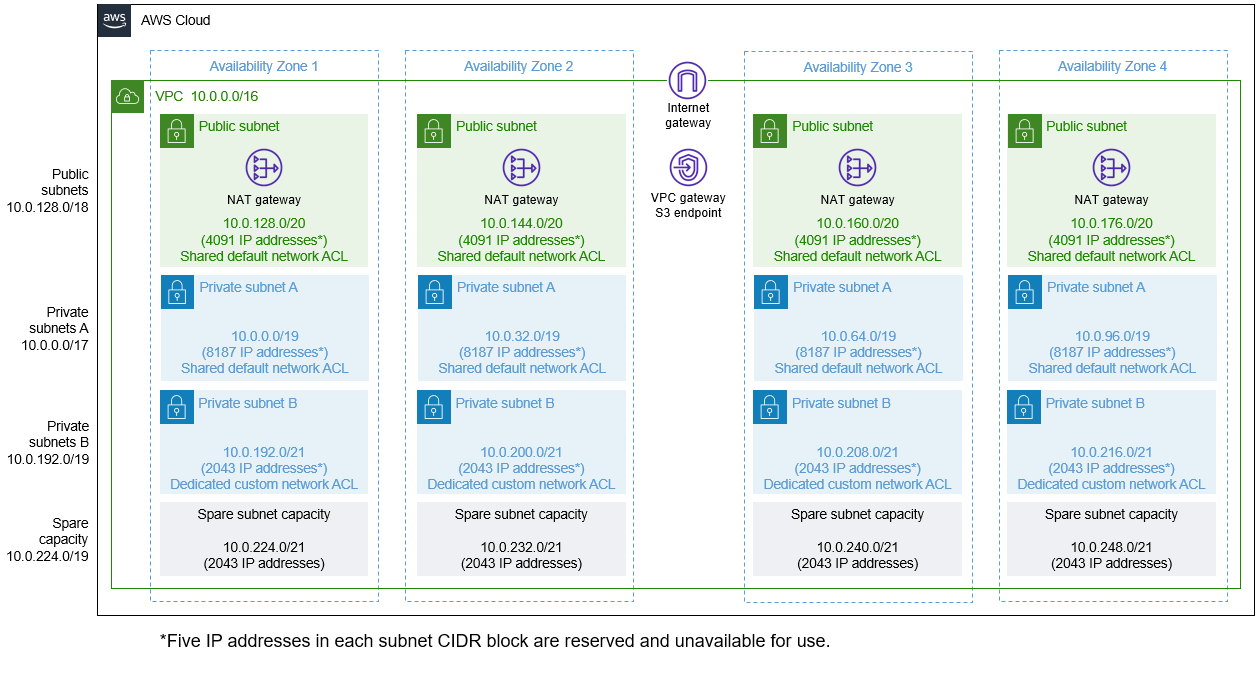 aws
AWS Cloud
Availability Zone 1
Availability Zone 2
Availability Zone 3
Availability Zone 4
VPC 10.0.0.0/16
Internet
gateway
VPC gateway
S3 endpoint
Public
subnets
10.0.128.0/18
Public subnet
NAT gateway
10.0.128.0/20
(4091 IP addresses*)
Shared default network ACL
Public subnet
NAT gateway
10.0.144.0/20
(4091 IP addresses*)
Shared default network ACL
Public subnet
NAT gateway
10.0.160.0/20
(4091 IP addresses*)
Shared default network ACL
Public subnet
NAT gateway
10.0.176.0/20
(4091 IP addresses*)
Shared default network ACL
Private
subnets A
10.0.0.0/17
Private subnet A
10.0.0.0/19
(8187 IP addresses*)
Shared default network ACL
Private subnet A
10.0.32.0/19
(8187 IP addresses*)
Shared default network ACL
Private subnet A
10.0.64.0/19
(8187 IP addresses*)
Shared default network ACL
Private subnet A
10.0.96.0/19
(8187 IP addresses*)
Shared default network ACL
Private
subnets B
10.0.192.0/19
Private subnet B
10.0.192.0/21
(2043 IP addresses*)
Dedicated custom network ACL
Private subnet B
10.0.200.0/21
(2043 IP addresses*)
Dedicated custom network ACL
Private subnet B
10.0.208.0/21
(2043 IP addresses*)
Dedicated custom network ACL
Private subnet B
10.0.216.0/21
(2043 IP addresses*)
Dedicated custom network ACL
Spare
capacity
10.0.224.0/19
Spare subnet capacity
10.0.224.0/21
(2043 IP addresses)
Spare subnet capacity
10.0.232.0/21
(2043 IP addresses)
Spare subnet capacity
10.0.240.0/21
(2043 IP addresses)
Spare subnet capacity
10.0.248.0/21
(2043 IP addresses)
*Five IP addresses in each subnet CIDR block are reserved and unavailable for use.